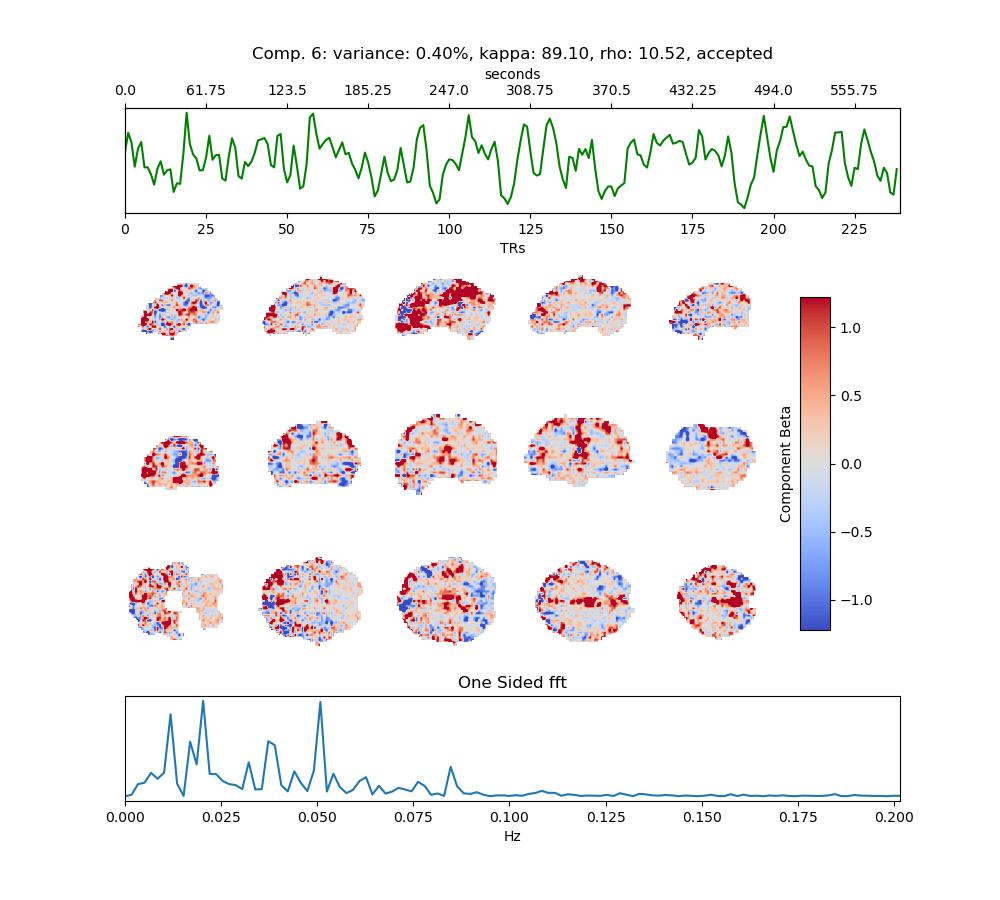 Comp. 6: variance: 0.40%, kappa: 89.10, rho: 10.52, accepted
seconds
0.0 61.75 123.5 185.25 247.0 308.75 370.5 432.25 494.0 555.75
0 25 50 75 100 125 150 175 200 225
TRs
1.0
0.5
0.0
−0.5
−1.0
Component Beta
One Sided fft
0.000 0.025 0.050 0.075 0.100 0.125 0.150 0.175 0.200
Hz